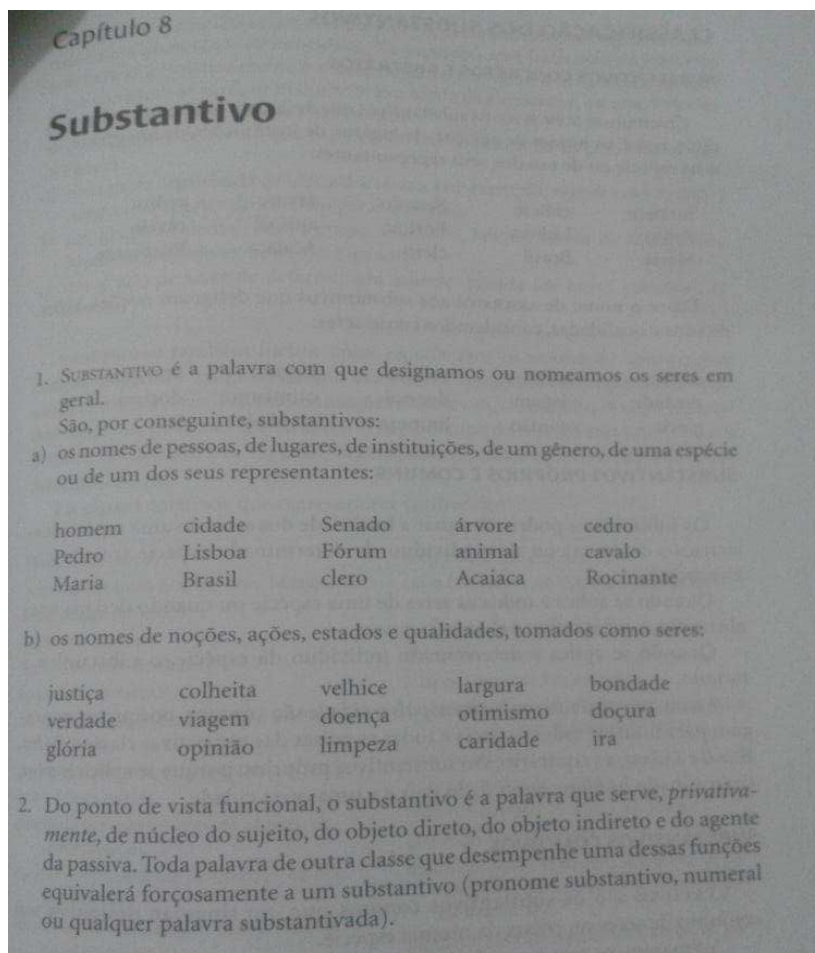 Capítulo 8
Substantivo
1. SUBSTANTIVO é a palavra com que designamos ou nomeamos os seres em
geral.
São, por conseguinte, substantivos:
a) os nomes de pessoas, de lugares, de instituições, de um gênero, de uma espécie
ou de um dos seus representantes:
homem cidade Senado árvore cedro
Pedro Lisboa Fórum animal cavalo
Maria Brasil clero Acaiaca Rocinante
b) os nomes de noções, ações, estados e qualidades, tomados como seres:
justiça colheita velhice largura bondade
verdade viagem doença otimismo doçura
glória opinião limpeza caridade ira
2. Do ponto de vista funcional, o substantivo é a palavra que serve, privativa-
mente, de núcleo do sujeito, do objeto direto, do objeto indireto e do agente
da passiva. Toda palavra de outra classe que desempenhe uma dessas funções
equivalerá forçosamente a um substantivo (pronome substantivo, numeral
ou qualquer palavra substantivada).